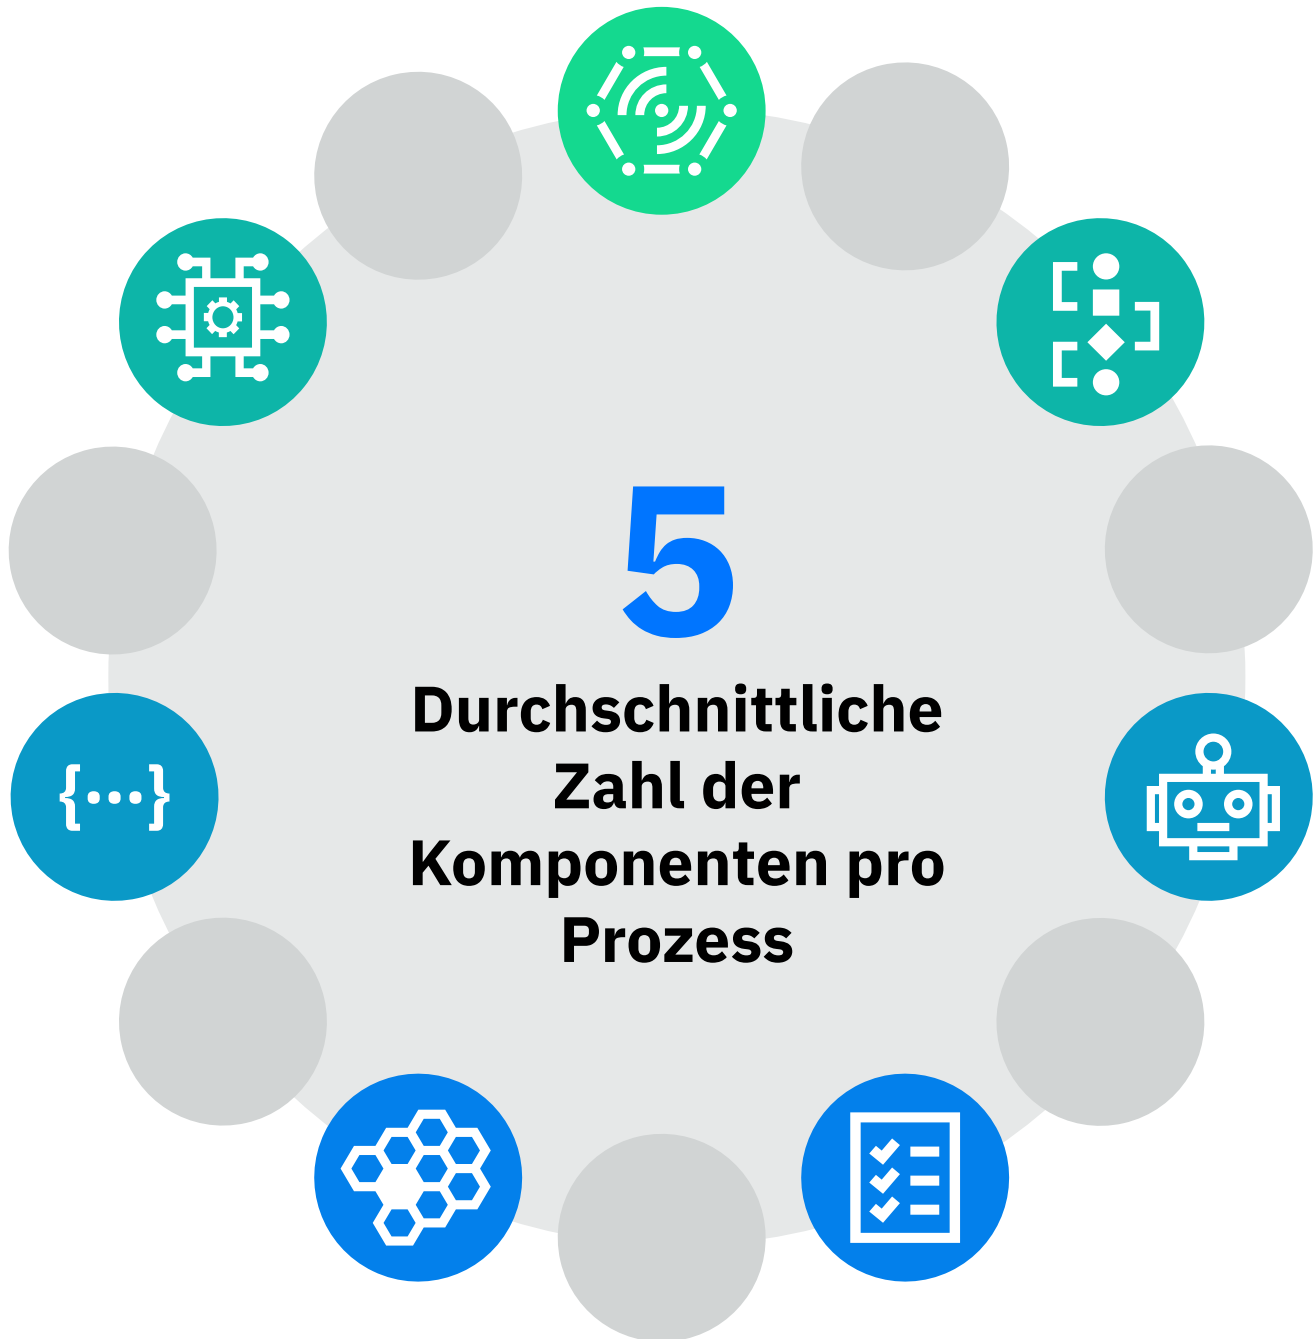 5
Durchschnittliche
Zahl der
Komponenten pro
Prozess
{...}